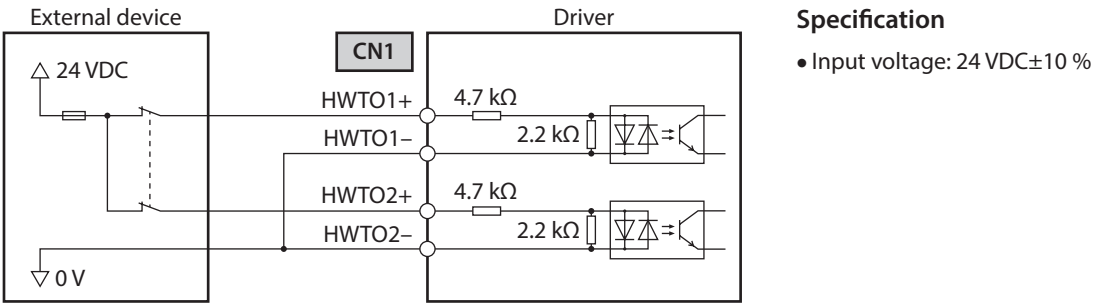 External device
Driver
Specification
CN1
• Input voltage: 24 VDC±10 %
24 VDC
HWTO1+
4.7 kΩ
HWTO1−
2.2 kΩ
HWTO2+
4.7 kΩ
HWTO2−
2.2 kΩ
0 V